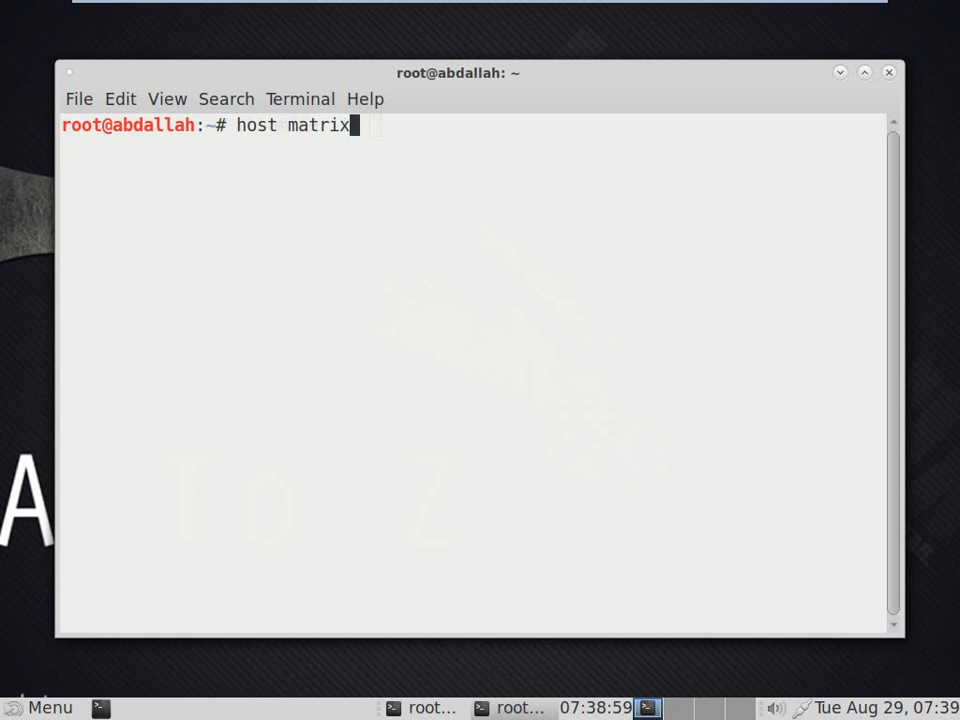 root@abdallah: ~
File Edit View Search Terminal Help
root@abdallah:~# host matrix
A To Z
Menu root... root... 07:38:59 Tue Aug 29, 07:39